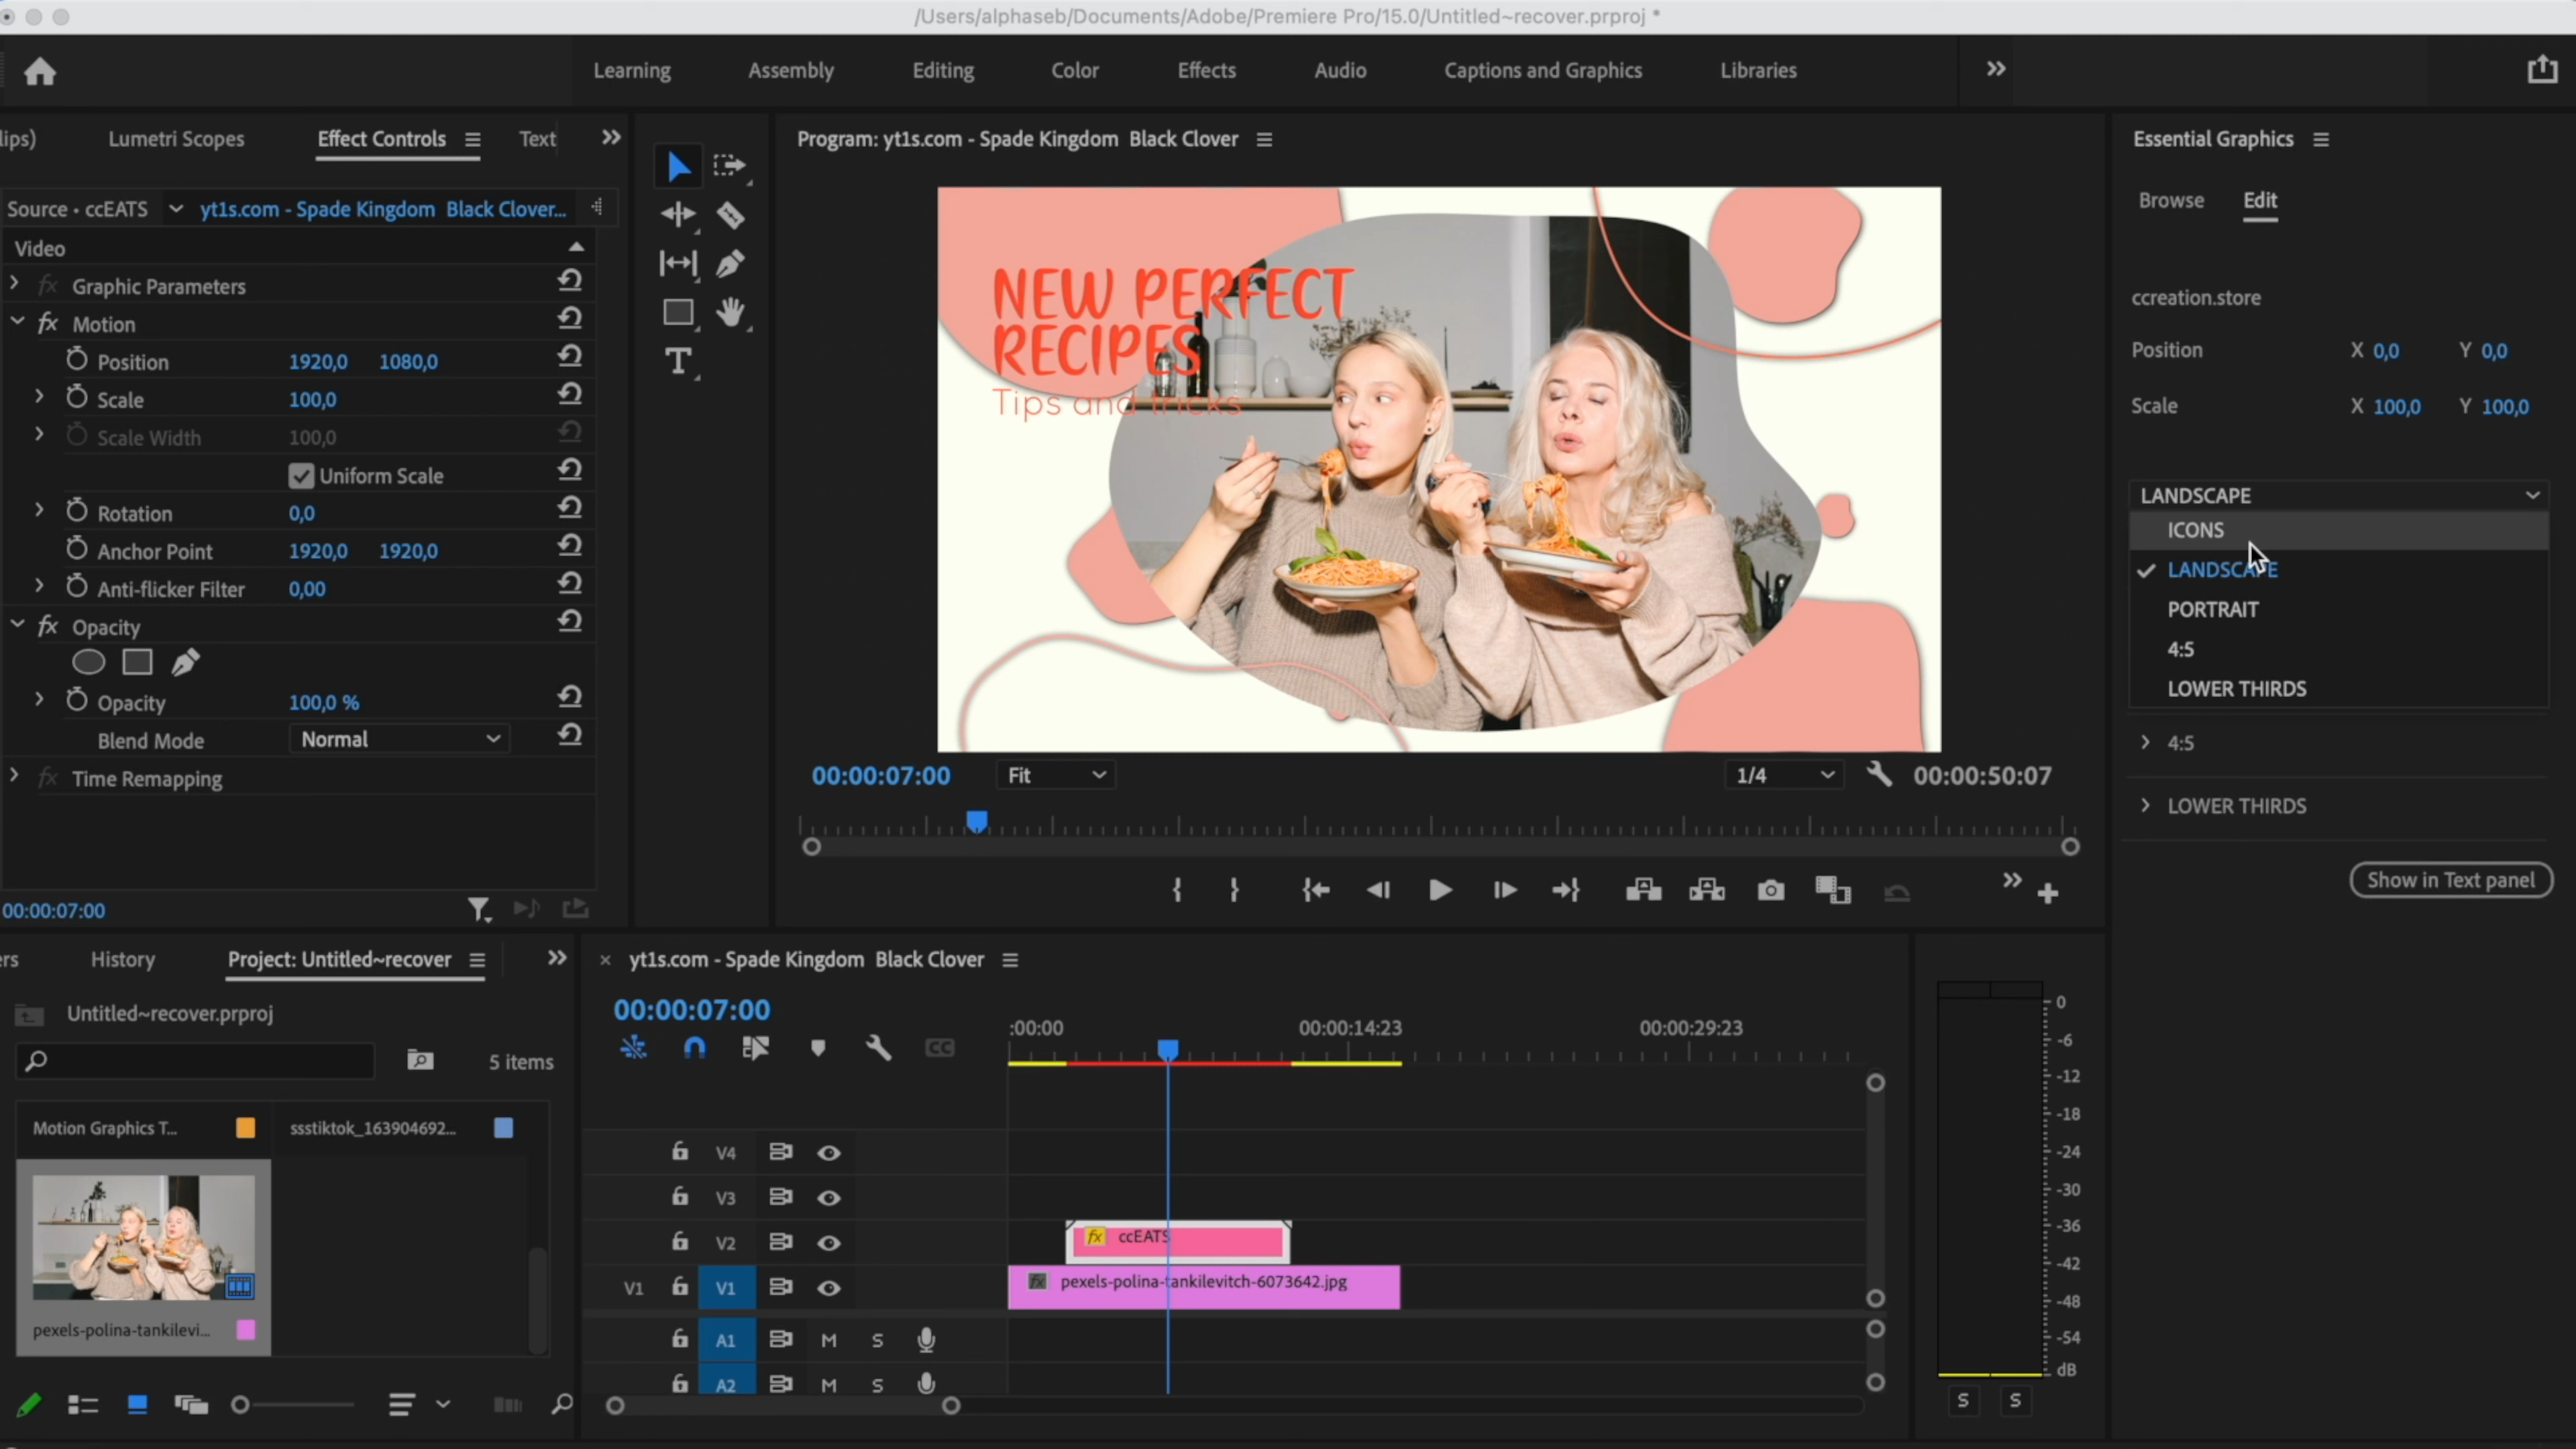 /Users/alphaseb/Documents/Adobe/Premiere Pro/15.0/Untitled~recover.prproj *
Learning Assembly Editing Color Effects Audio Captions and Graphics Libraries
lips) Lumetri Scopes Effect Controls Text
Source • ccEATS yt1s.com - Spade Kingdom Black Clover...
Video
fx Graphic Parameters
fx Motion
Position 1920,0 1080,0
Scale 100,0
Scale Width 100,0
Uniform Scale
Rotation 0,0
Anchor Point 1920,0 1920,0
Anti-flicker Filter 0,00
fx Opacity
Opacity 100,0 %
Blend Mode Normal
fx Time Remapping
00:00:07:00
T
Program: yt1s.com - Spade Kingdom Black Clover
NEW PERFECT
RECIPES
Tips and tricks
00:00:07:00 Fit 1/4 00:00:50:07
Essential Graphics
Browse Edit
ccreation.store
Position X 0,0 Y 0,0
Scale X 100,0 Y 100,0
LANDSCAPE
ICONS
LANDSCAPE
PORTRAIT
4:5
LOWER THIRDS
4:5
LOWER THIRDS
Show in Text panel
ers History Project: Untitled~recover
Untitled~recover.prproj
5 items
Motion Graphics T... ssstiktok_163904692...
pexels-polina-tankilevi...
× yt1s.com - Spade Kingdom Black Clover
00:00:07:00
:00:00 00:00:14:23 00:00:29:23
CC
V4
V3
V2 fx ccEATS
V1 V1 fx pexels-polina-tankilevitch-6073642.jpg
A1 M S
A2 M S
0
-6
-12
-18
-24
-30
-36
-42
-48
-54
dB
S S